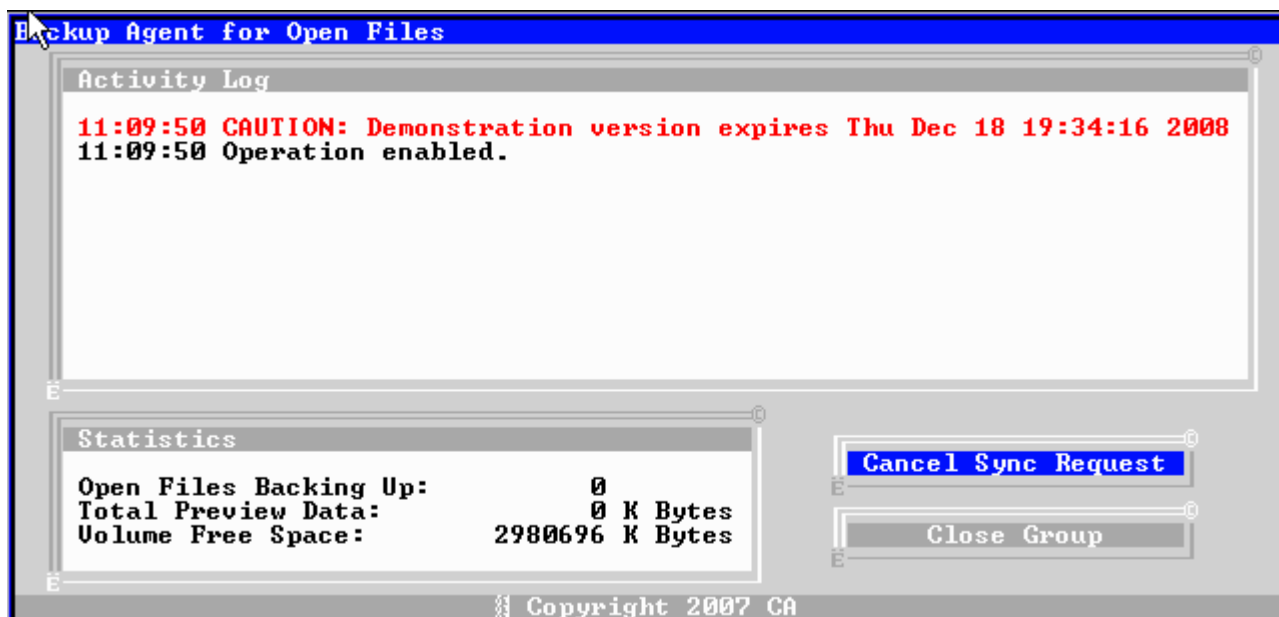 Backup Agent for Open Files
Activity Log
11:09:50 CAUTION: Demonstration version expires Thu Dec 18 19:34:16 2008
11:09:50 Operation enabled.
Statistics
Open Files Backing Up: 0
Total Preview Data: 0 K Bytes
Volume Free Space: 2980696 K Bytes
Cancel Sync Request
Close Group
Copyright 2007 CA